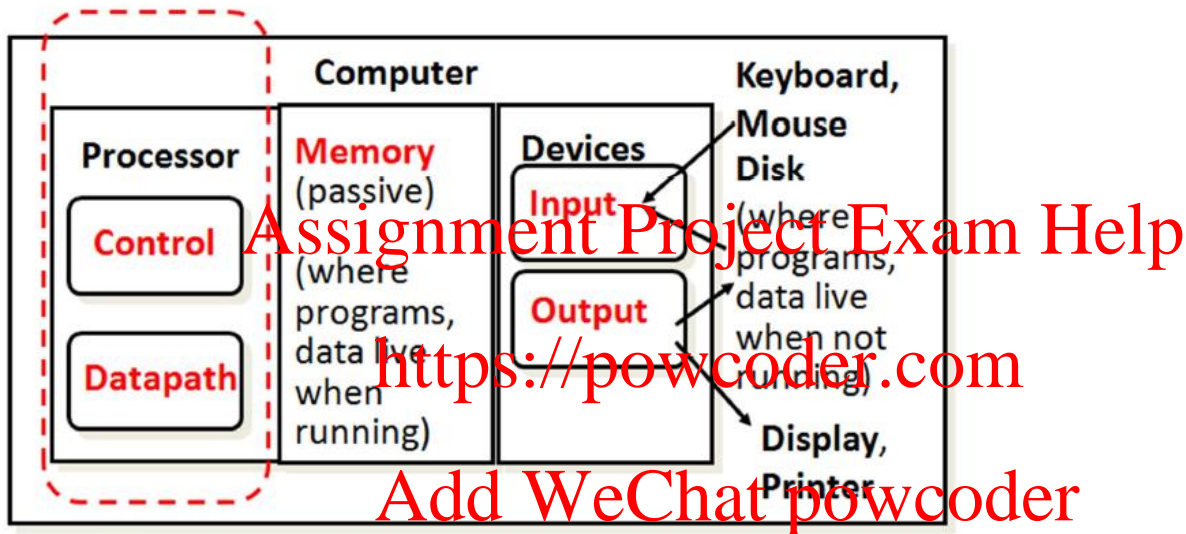 Computer
Processor
Control
Datapath
Memory
(passive)
(where
programs,
data live
when
running)
Devices
Input
Output
Keyboard,
Mouse
Disk
(where
programs,
data live
when not
running)
Display,
Printer
Assignment Project Exam Help
https://powcoder.com
Add WeChat powcoder